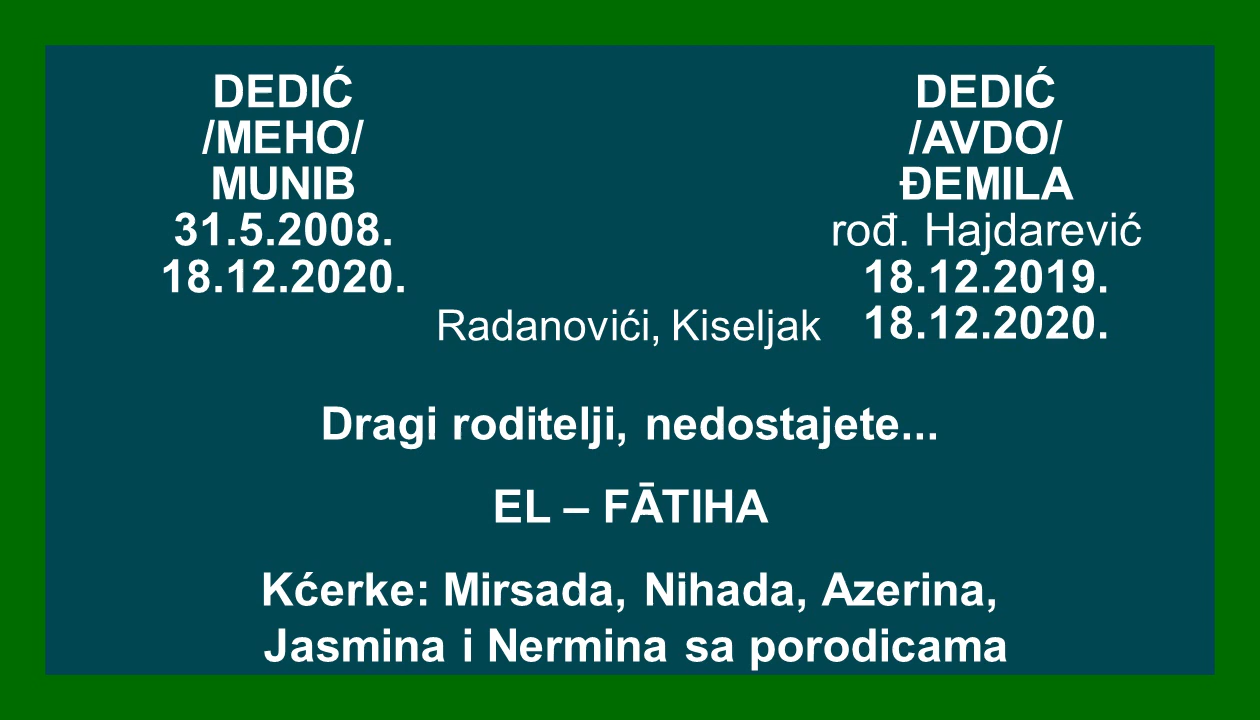 DEDIĆ
/MEHO/
MUNIB
31.5.2008.
18.12.2020.
DEDIĆ
/AVDO/
ĐEMILA
rođ. Hajdarević
18.12.2019.
18.12.2020.
Radanovići, Kiseljak
Dragi roditelji, nedostajete...
EL – FĀTIHA
Kćerke: Mirsada, Nihada, Azerina,
Jasmina i Nermina sa porodicama